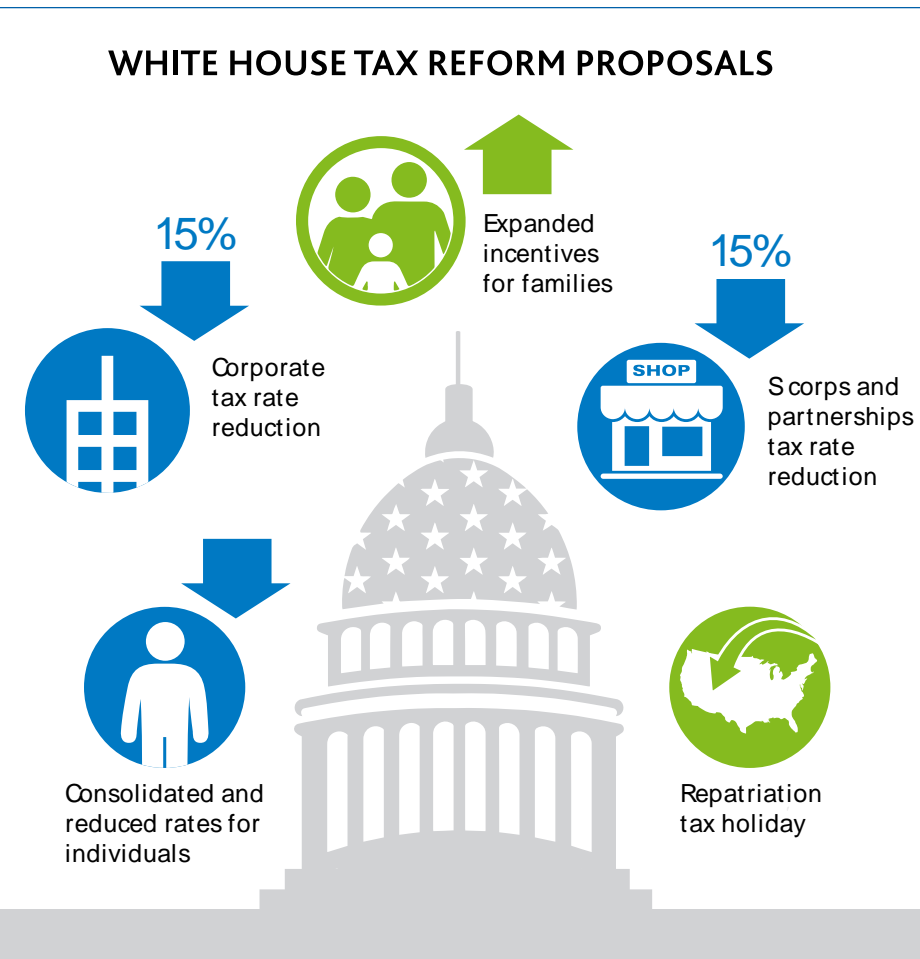 WHITE HOUSE TAX REFORM PROPOSALS
Expanded
incentives
for families
15%
Corporate
tax rate
reduction
15%
SHOP
S corps and
partnerships
tax rate
reduction
Consolidated and
reduced rates for
individuals
Repatriation
tax holiday